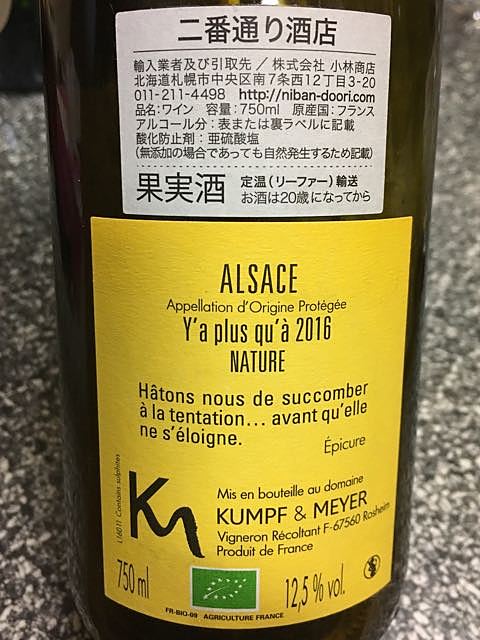 二番通り酒店
輸入業者及び引取先／株式会社 小林商店
北海道札幌市中央区南7条西12丁目3-20
011-211-4498 http://niban-doori.com
品名:ワイン 容量:750ml 原産国:フランス
アルコール分:表または裏ラベルに記載
酸化防止剤:亜硫酸塩
(無添加の場合であっても自然発生するため記載)
果実酒 定温(リーファー)輸送
お酒は20歳になってから
ALSACE
Appellation d'Origine Protégée
Y'a plus qu'à 2016
NATURE
Hâtons nous de succomber
à la tentation... avant qu'elle
ne s'éloigne.
Épicure
L16011 Contains sulphites
KM
Mis en bouteille au domaine
KUMPF & MEYER
Vigneron Récoltant F-67560 Rosheim
Produit de France
750 ml
12,5 % vol.
FR-BIO-09 AGRICULTURE FRANCE